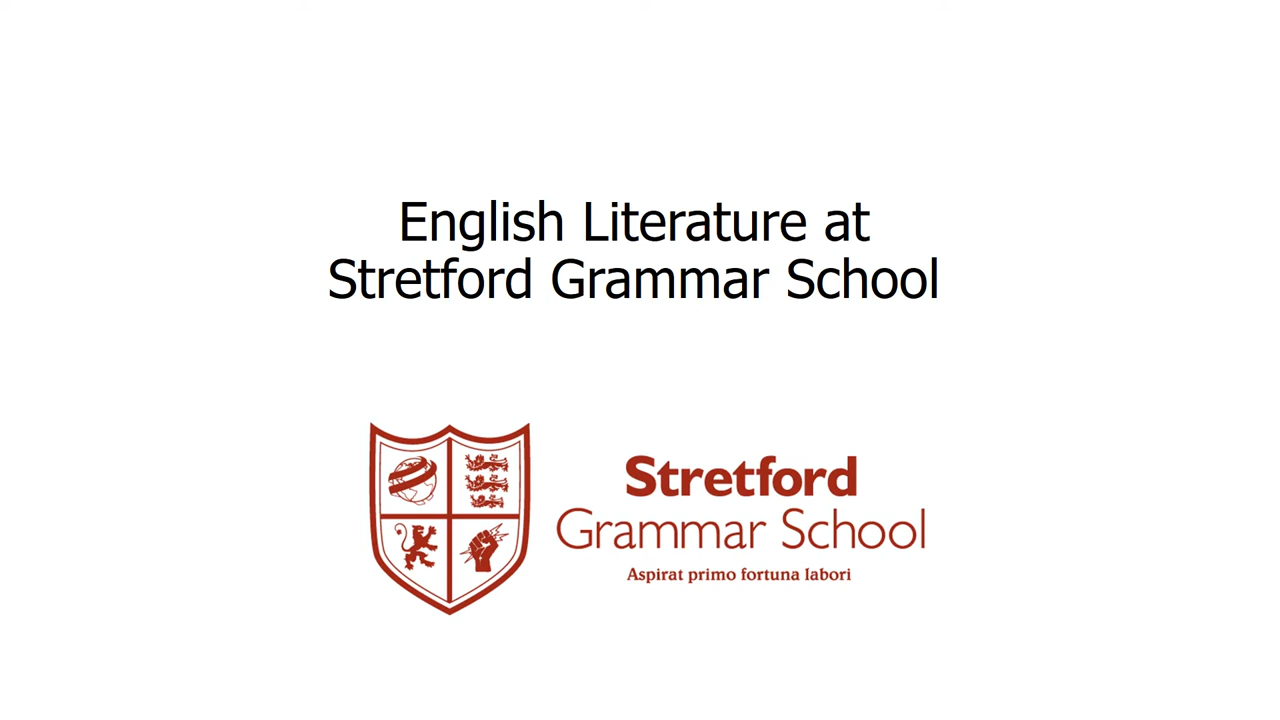 English Literature at
Stretford Grammar School
Stretford
Grammar School
Aspirat primo fortuna labori